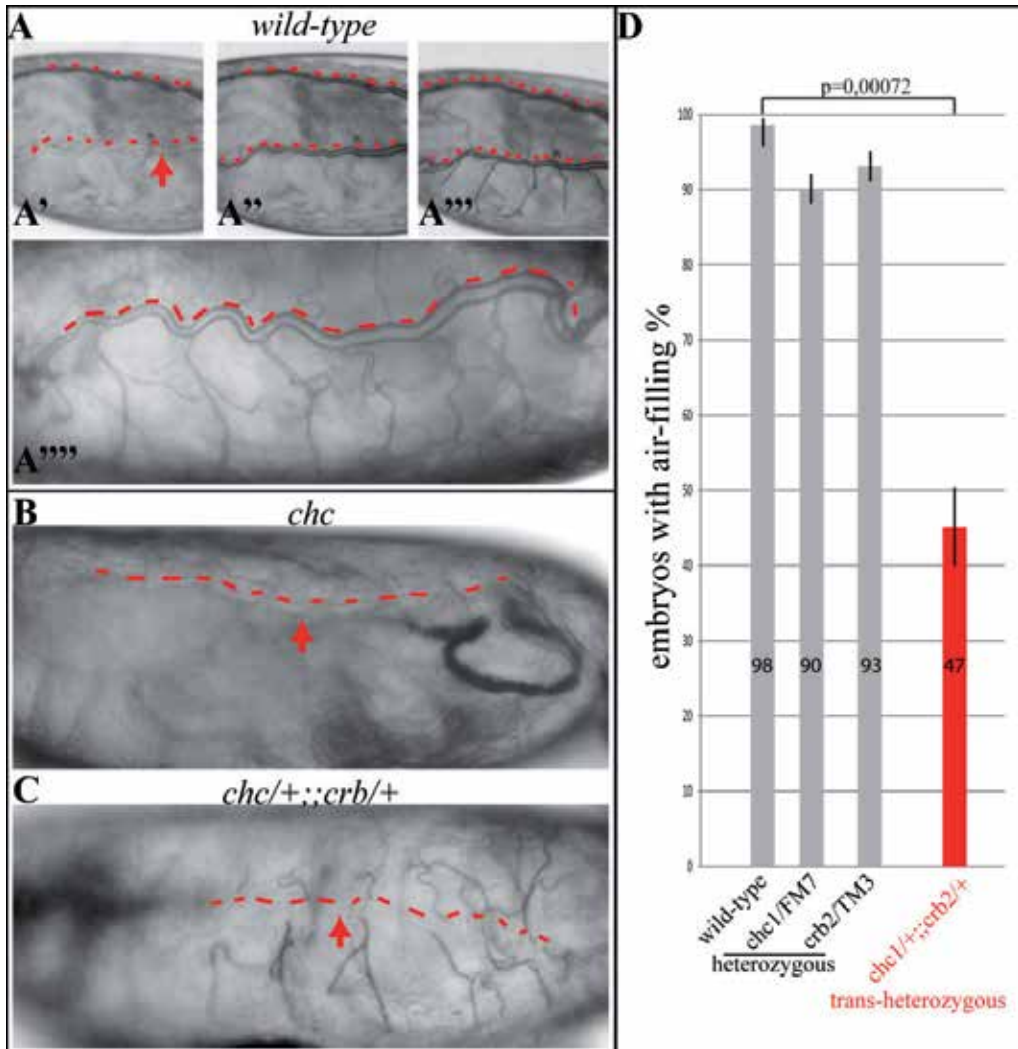 A
wild-type
A’
A’’
A’’’
A’’’’
B
chc
C
chc/+;;crb/+
D
p=0,00072
embryos with air-filling %
100
90
80
70
60
50
40
30
20
10
0
98
90
93
47
wild-type
chc1/FM7
crb2/TM3
chc1/+;;crb2/+
heterozygous
trans-heterozygous